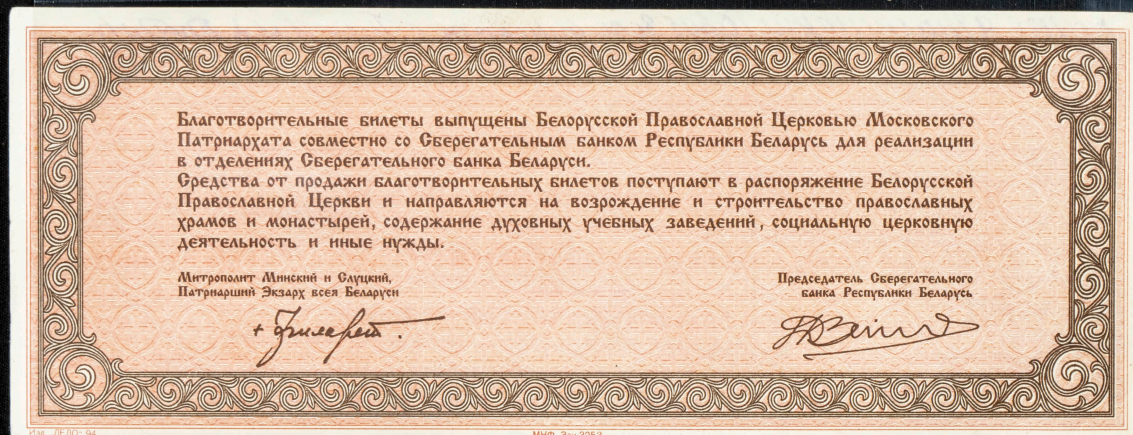 Благотворительные билеты выпущены Белорусской Православной Церковью Московского
Патриархата совместно со Сберегательным банком Республики Беларусь для реализации
в отделениях Сберегательного банка Беларуси.
Средства от продажи благотворительных билетов поступают в распоряжение Белорусской
Православной Церкви и направляются на возрождение и строительство православных
храмов и монастырей, содержание духовных учебных заведений, социальную церковную
деятельность и иные нужды.
Митрополит Минский и Слуцкий,
Патриарший Экзарх всея Беларуси
Председатель Сберегательного
банка Республики Беларусь
+ Филарет.